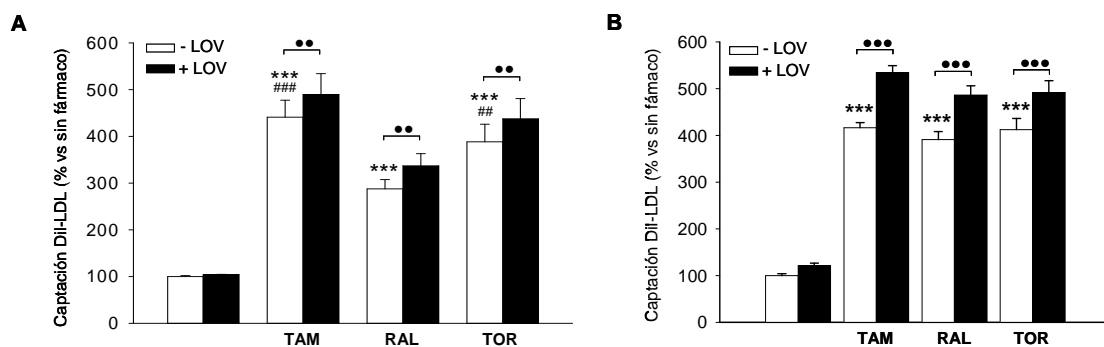 A
Captación DiI-LDL (% vs sin fármaco)
600
500
400
300
200
100
0
- LOV
+ LOV
***
###
●●
***
●●
***
##
●●
TAM RAL TOR
B
Captación DiI-LDL (% vs sin fámaco)
600
500
400
300
200
100
0
- LOV
+ LOV
***
●●●
***
●●●
***
●●●
TAM RAL TOR